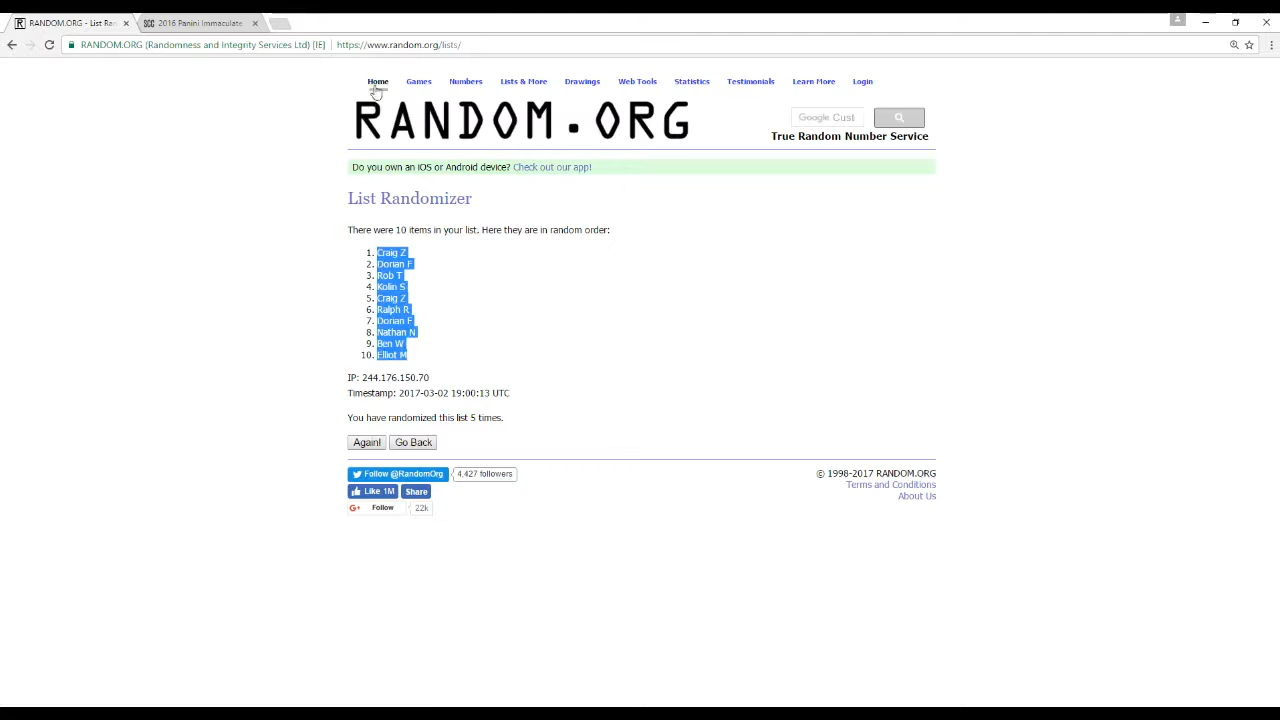 RANDOM.ORG - List Ra
SCC 2016 Panini Immaculate
RANDOM.ORG (Randomness and Integrity Services Ltd) [IE] https://www.random.org/lists/
Home Games Numbers Lists & More Drawings Web Tools Statistics Testimonials Learn More Login
RANDOM.ORG
Google Cust
True Random Number Service
Do you own an iOS or Android device? Check out our app!
List Randomizer
There were 10 items in your list. Here they are in random order:
1. Craig Z
2. Dorian F
3. Rob T
4. Kolin S
5. Craig Z
6. Ralph R
7. Dorian F
8. Nathan N
9. Ben W
10. Elliot M
IP: 244.176.150.70
Timestamp: 2017-03-02 19:00:13 UTC
You have randomized this list 5 times.
Again! Go Back
Follow @RandomOrg 4,427 followers
Like 1M Share
G+ Follow 22k
© 1998-2017 RANDOM.ORG
Terms and Conditions
About Us